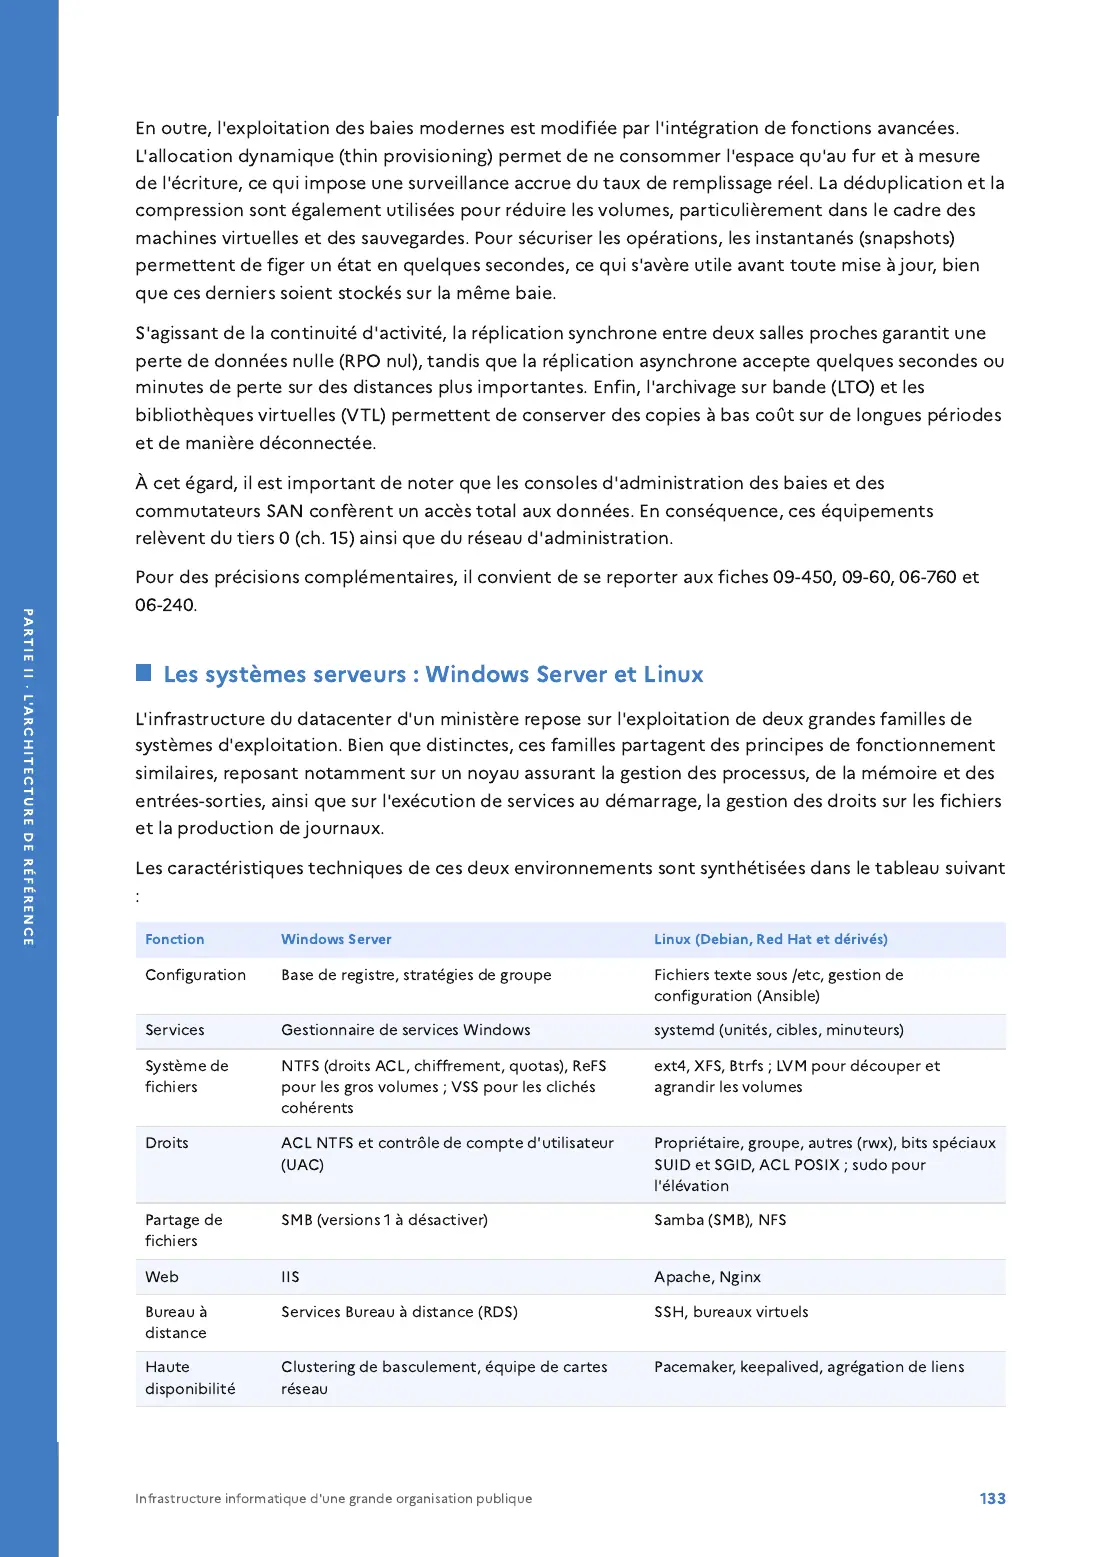 En outre, l'exploitation des baies modernes est modifiée par l'intégration de fonctions avancées.
L'allocation dynamique (thin provisioning) permet de ne consommer l'espace qu'au fur et à mesure
de l'écriture, ce qui impose une surveillance accrue du taux de remplissage réel. La déduplication et la
compression sont également utilisées pour réduire les volumes, particulièrement dans le cadre des
machines virtuelles et des sauvegardes. Pour sécuriser les opérations, les instantanés (snapshots)
permettent de figer un état en quelques secondes, ce qui s'avère utile avant toute mise à jour, bien
que ces derniers soient stockés sur la même baie.
S'agissant de la continuité d'activité, la réplication synchrone entre deux salles proches garantit une
perte de données nulle (RPO nul), tandis que la réplication asynchrone accepte quelques secondes ou
minutes de perte sur des distances plus importantes. Enfin, l'archivage sur bande (LTO) et les
bibliothèques virtuelles (VTL) permettent de conserver des copies à bas coût sur de longues périodes
et de manière déconnectée.
À cet égard, il est important de noter que les consoles d'administration des baies et des
commutateurs SAN confèrent un accès total aux données. En conséquence, ces équipements
relèvent du tiers 0 (ch. 15) ainsi que du réseau d'administration.
Pour des précisions complémentaires, il convient de se reporter aux fiches 09-450, 09-60, 06-760 et
06-240.
PARTIE II · L'ARCHITECTURE DE RÉFÉRENCE
Les systèmes serveurs : Windows Server et Linux
L'infrastructure du datacenter d'un ministère repose sur l'exploitation de deux grandes familles de
systèmes d'exploitation. Bien que distinctes, ces familles partagent des principes de fonctionnement
similaires, reposant notamment sur un noyau assurant la gestion des processus, de la mémoire et des
entrées-sorties, ainsi que sur l'exécution de services au démarrage, la gestion des droits sur les fichiers
et la production de journaux.
Les caractéristiques techniques de ces deux environnements sont synthétisées dans le tableau suivant
:
Fonction Windows Server Linux (Debian, Red Hat et dérivés)
Configuration Base de registre, stratégies de groupe Fichiers texte sous /etc, gestion de
configuration (Ansible)
Services Gestionnaire de services Windows systemd (unités, cibles, minuteurs)
Système de NTFS (droits ACL, chiffrement, quotas), ReFS ext4, XFS, Btrfs ; LVM pour découper et
fichiers pour les gros volumes ; VSS pour les clichés agrandir les volumes
cohérents
Droits ACL NTFS et contrôle de compte d'utilisateur Propriétaire, groupe, autres (rwx), bits spéciaux
(UAC) SUID et SGID, ACL POSIX ; sudo pour
l'élévation
Partage de SMB (versions 1 à désactiver) Samba (SMB), NFS
fichiers
Web IIS Apache, Nginx
Bureau à Services Bureau à distance (RDS) SSH, bureaux virtuels
distance
Haute Clustering de basculement, équipe de cartes Pacemaker, keepalived, agrégation de liens
disponibilité réseau
Infrastructure informatique d'une grande organisation publique 133